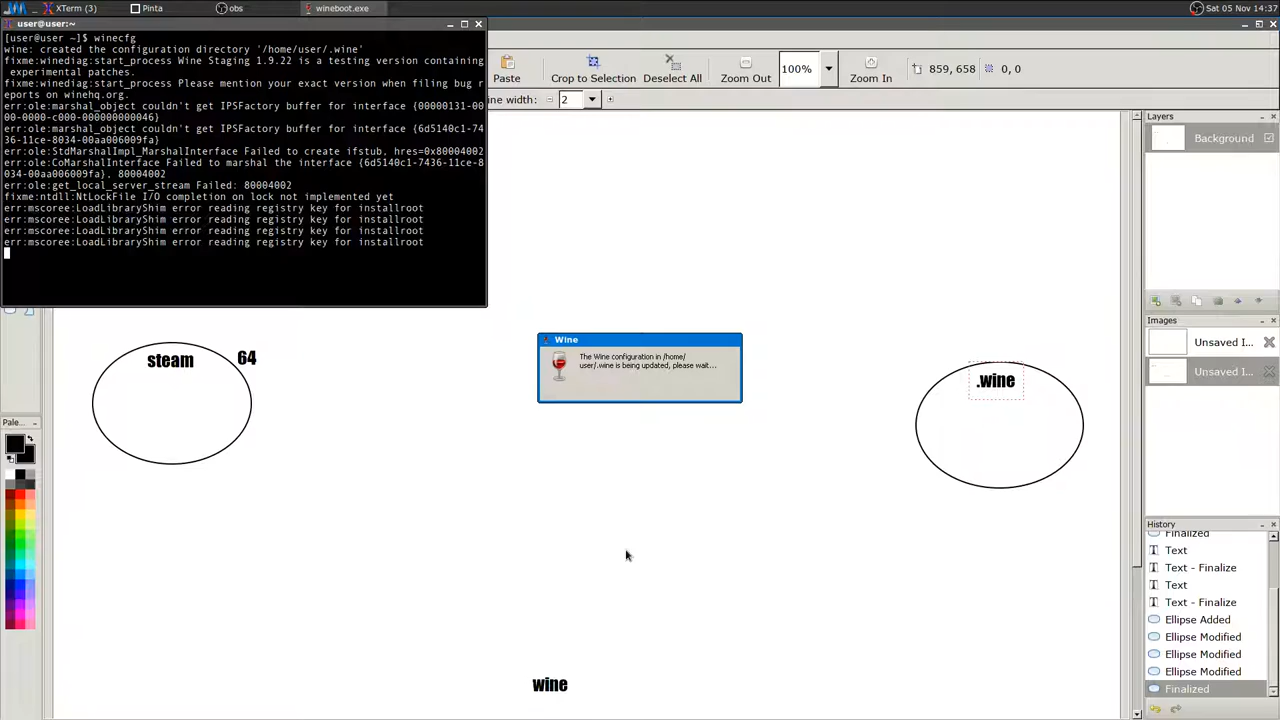 XTerm (3) Pinta obs wineboot.exe Sat 05 Nov 14:37
user@user:~
[user@user ~]$ winecfg
wine: created the configuration directory '/home/user/.wine'
fixme:winediag:start_process Wine Staging 1.9.22 is a testing version containing
experimental patches.
fixme:winediag:start_process Please mention your exact version when filing bug r
eports on winehq.org.
err:ole:marshal_object couldn't get IPSFactory buffer for interface {00000131-00
00-0000-c000-000000000046}
err:ole:marshal_object couldn't get IPSFactory buffer for interface {6d5140c1-74
36-11ce-8034-00aa006009fa}
err:ole:StdMarshalImpl_MarshalInterface Failed to create ifstub, hres=0x80004002
err:ole:CoMarshalInterface Failed to marshal the interface {6d5140c1-7436-11ce-8
034-00aa006009fa}, 80004002
err:ole:get_local_server_stream Failed: 80004002
fixme:ntdll:NtLockFile I/O completion on lock not implemented yet
err:mscoree:LoadLibraryShim error reading registry key for installroot
err:mscoree:LoadLibraryShim error reading registry key for installroot
err:mscoree:LoadLibraryShim error reading registry key for installroot
err:mscoree:LoadLibraryShim error reading registry key for installroot
Paste Crop to Selection Deselect All Zoom Out 100% Zoom In 859, 658 0, 0
ine width: 2
Layers
Background
Wine
The Wine configuration in /home/
user/.wine is being updated, please wait...
steam 64
.wine
wine
Images
Unsaved I...
Unsaved I...
Pale...
History
Finalized
Text
Text - Finalize
Text
Text - Finalize
Ellipse Added
Ellipse Modified
Ellipse Modified
Ellipse Modified
Finalized